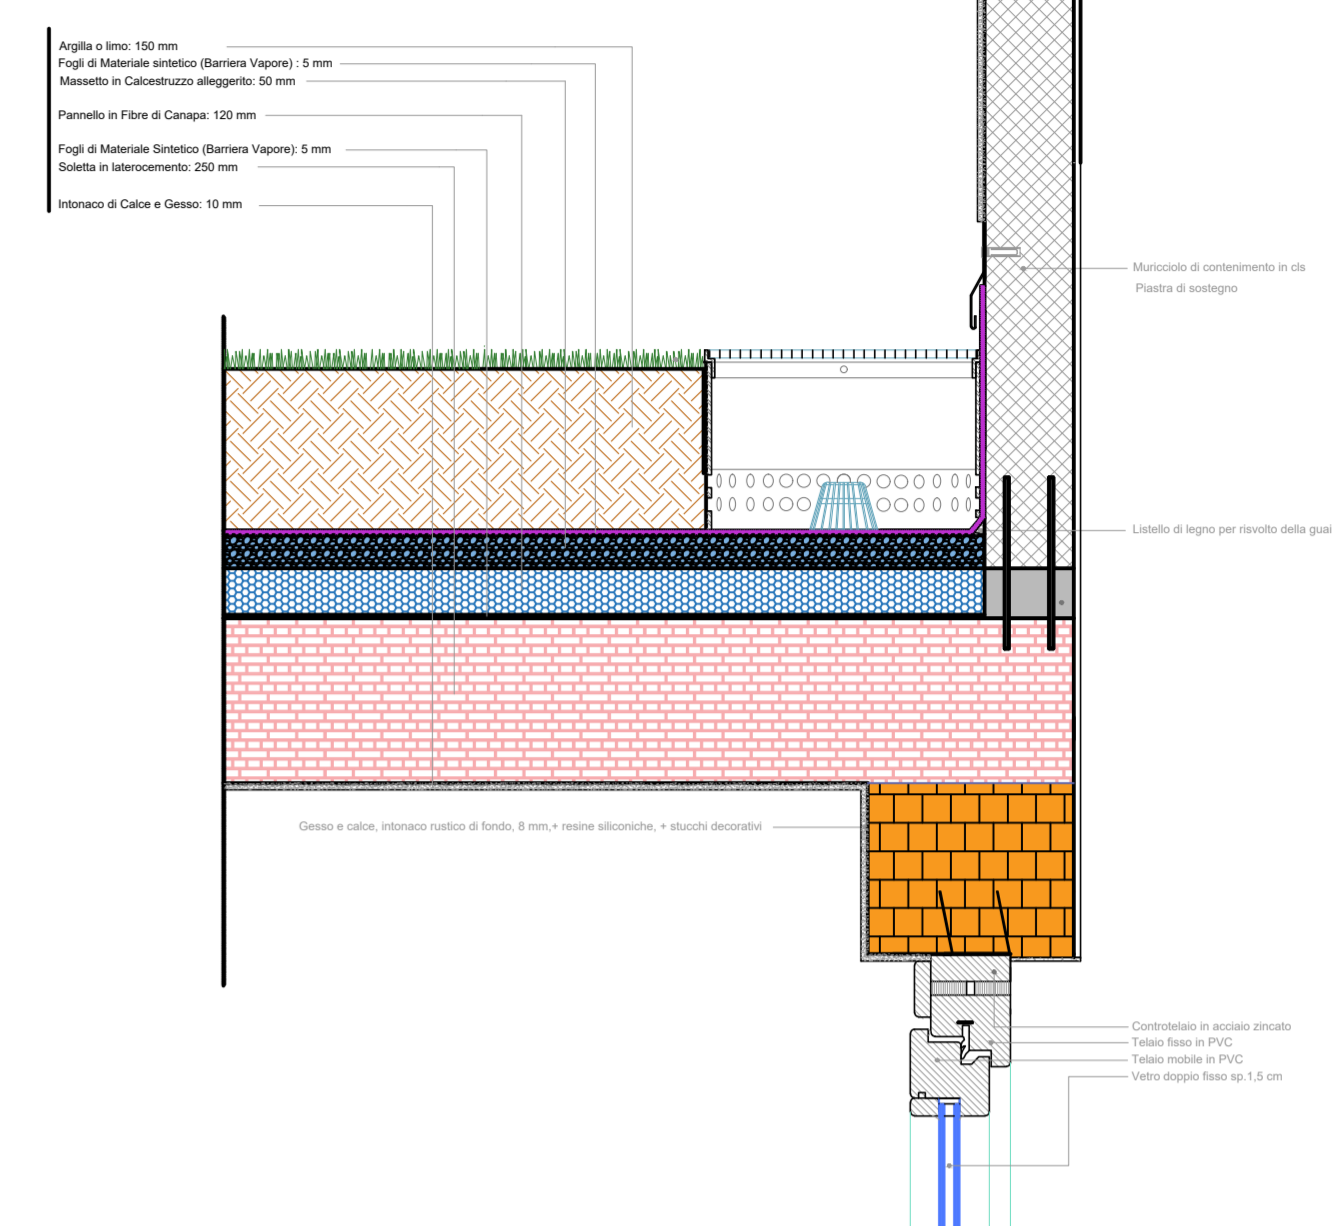 Argilla o limo: 150 mm
Fogli di Materiale sintetico (Barriera Vapore) : 5 mm
Massetto in Calcestruzzo alleggerito: 50 mm
Pannello in Fibre di Canapa: 120 mm
Fogli di Materiale Sintetico (Barriera Vapore): 5 mm
Soletta in laterocemento: 250 mm
Intonaco di Calce e Gesso: 10 mm
Muricciolo di contenimento in cls
Piastra di sostegno
Listello di legno per risvolto della guai
Gesso e calce, intonaco rustico di fondo, 8 mm,+ resine siliconiche, + stucchi decorativi
Controtelaio in acciaio zincato
Telaio fisso in PVC
Telaio mobile in PVC
Vetro doppio fisso sp.1,5 cm